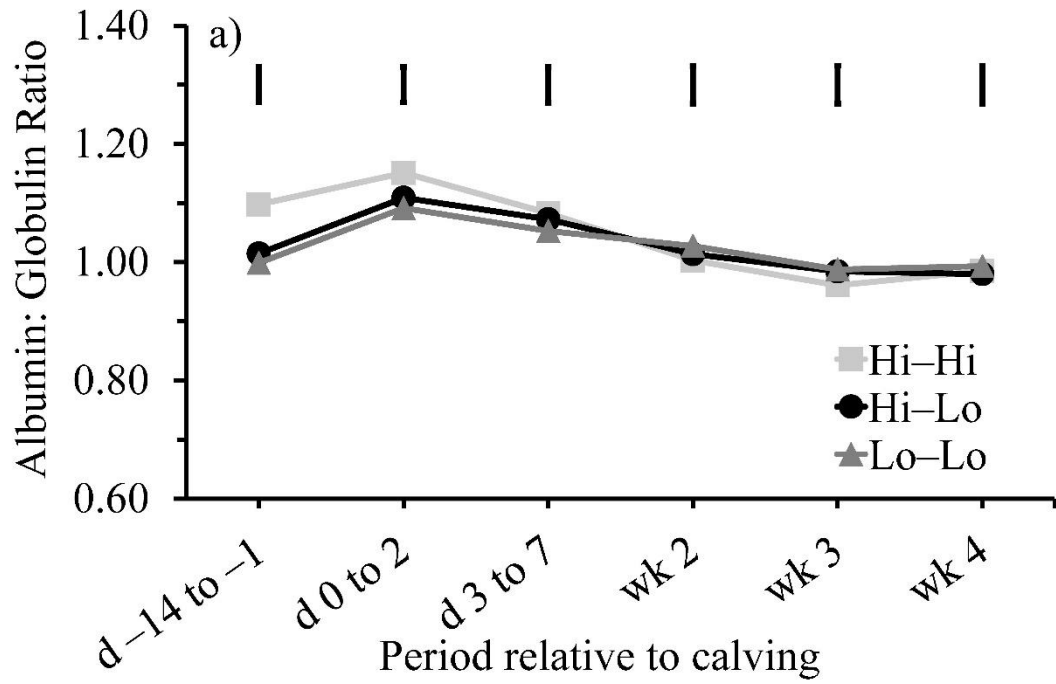 a)
Albumin: Globulin Ratio
1.40
1.20
1.00
0.80
0.60
Hi–Hi
Hi–Lo
Lo–Lo
d –14 to –1
d 0 to 2
d 3 to 7
wk 2
wk 3
wk 4
Period relative to calving